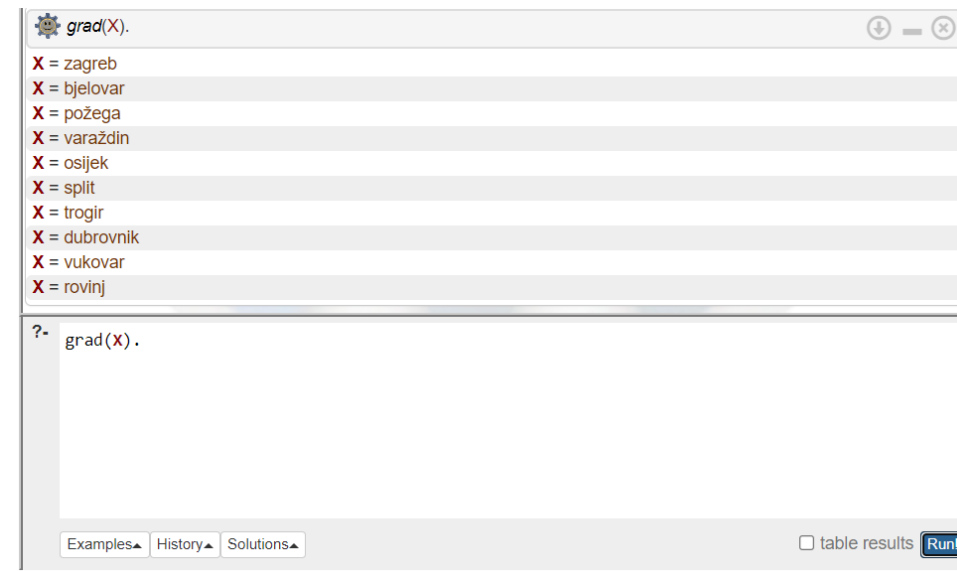 grad(X).
X = zagreb
X = bjelovar
X = požega
X = varaždin
X = osijek
X = split
X = trogir
X = dubrovnik
X = vukovar
X = rovinj
?- grad(X).
Examples History Solutions table results Run!